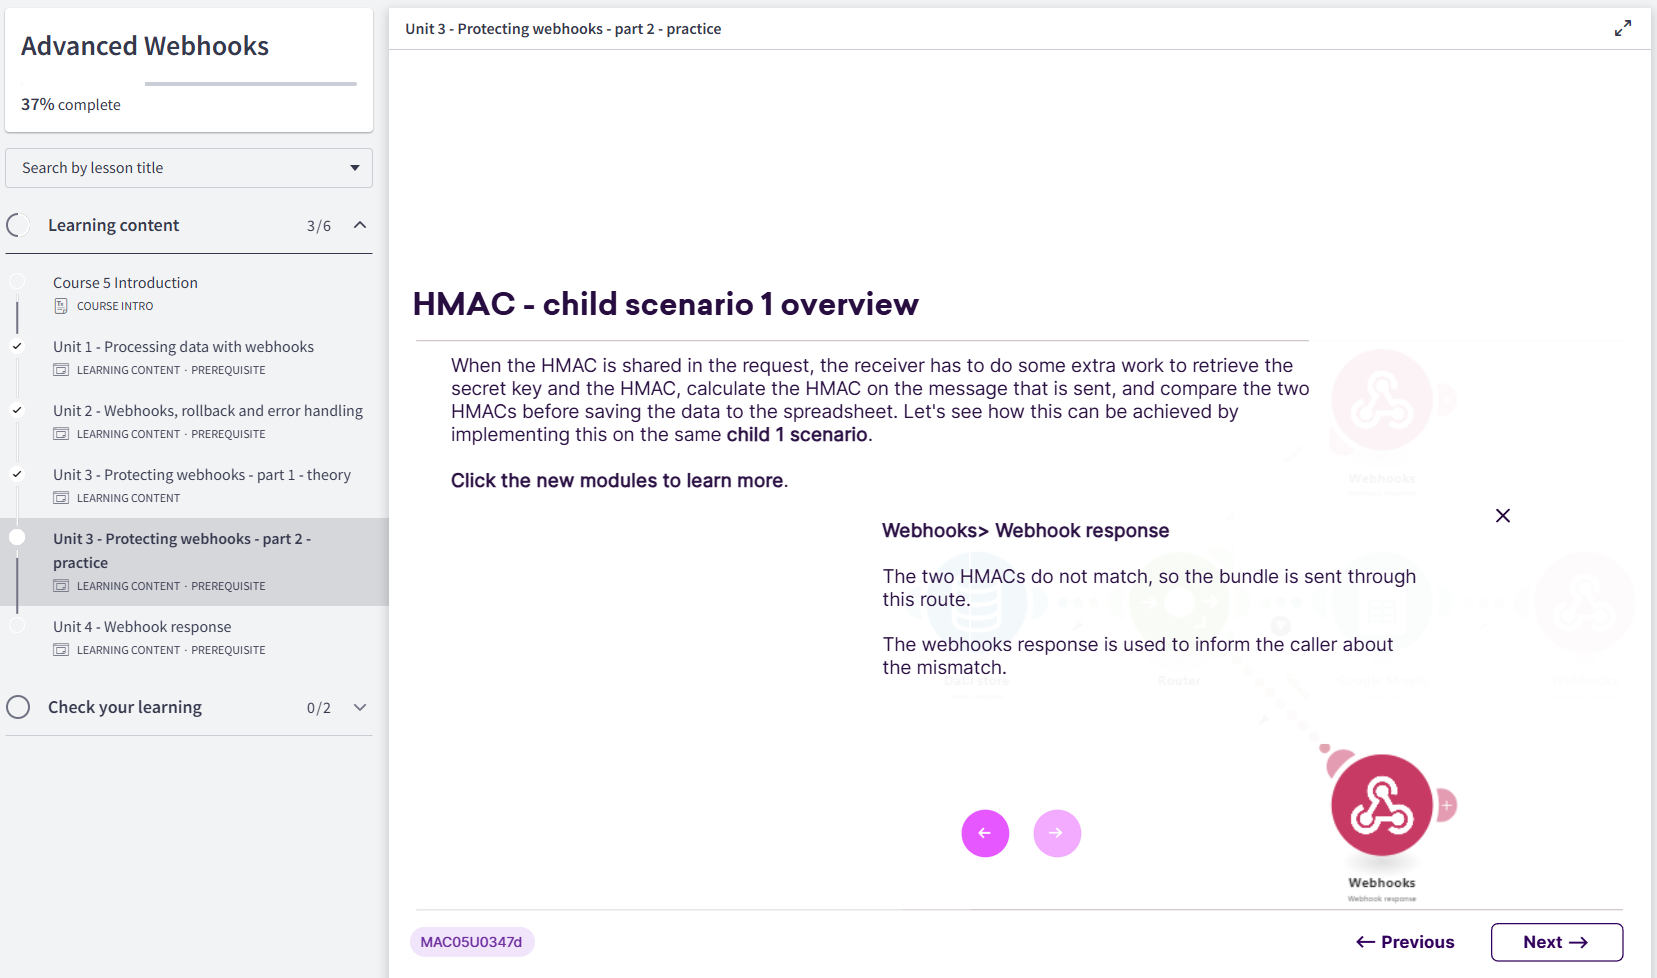 Advanced Webhooks
37% complete
Search by lesson title
Learning content 3/6
Course 5 Introduction
COURSE INTRO
Unit 1 - Processing data with webhooks
LEARNING CONTENT · PREREQUISITE
Unit 2 - Webhooks, rollback and error handling
LEARNING CONTENT · PREREQUISITE
Unit 3 - Protecting webhooks - part 1 - theory
LEARNING CONTENT
Unit 3 - Protecting webhooks - part 2 -
practice
LEARNING CONTENT · PREREQUISITE
Unit 4 - Webhook response
LEARNING CONTENT · PREREQUISITE
Check your learning 0/2
Unit 3 - Protecting webhooks - part 2 - practice
HMAC - child scenario 1 overview
When the HMAC is shared in the request, the receiver has to do some extra work to retrieve the
secret key and the HMAC, calculate the HMAC on the message that is sent, and compare the two
HMACs before saving the data to the spreadsheet. Let's see how this can be achieved by
implementing this on the same child 1 scenario.
Click the new modules to learn more.
Webhooks
Webhooks> Webhook response
The two HMACs do not match, so the bundle is sent through
this route.
The webhooks response is used to inform the caller about
the mismatch.
Data store
Router
Webhooks
Webhook response
MAC05U0347d
← Previous
Next →